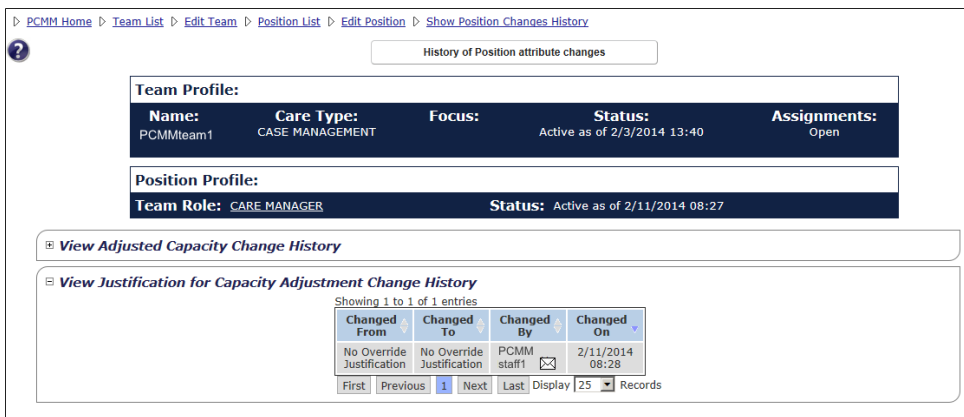 PCMM Home Team List Edit Team Position List Edit Position Show Position Changes History
?
History of Position attribute changes
Team Profile:
Name: Care Type: Focus: Status: Assignments:
PCMMteam1 CASE MANAGEMENT Active as of 2/3/2014 13:40 Open
Position Profile:
Team Role: CARE MANAGER Status: Active as of 2/11/2014 08:27
View Adjusted Capacity Change History
View Justification for Capacity Adjustment Change History
Showing 1 to 1 of 1 entries
Changed From Changed To Changed By Changed On
No Override Justification No Override Justification PCMM staff1 2/11/2014 08:28
First Previous 1 Next Last Display 25 Records